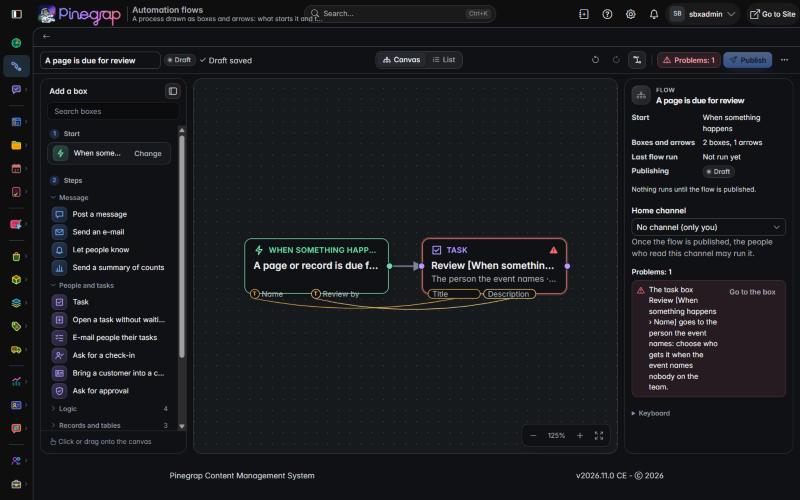 Pinegrap
Automation flows
A process drawn as boxes and arrows: what starts it and t...
Search...
Ctrl+K
SB
sbxadmin
Go to Site
A page is due for review
Draft
Draft saved
Canvas
List
Problems: 1
Publish
Add a box
Search boxes
1 Start
When some...
Change
2 Steps
Message
Post a message
Send an e-mail
Let people know
Send a summary of counts
People and tasks
Task
Open a task without waiti...
E-mail people their tasks
Ask for a check-in
Bring a customer into a c...
Ask for approval
Logic 4
Records and tables 3
Click or drag onto the canvas
WHEN SOMETHING HAPP...
A page or record is due f...
T Name
T Review by
TASK
Review [When somethin...
The person the event names ·...
Title
Description
125%
FLOW
A page is due for review
Start
When something
happens
Boxes and arrows
2 boxes, 1 arrows
Last flow run
Not run yet
Publishing
Draft
Nothing runs until the flow is published.
Home channel
No channel (only you)
Once the flow is published, the people
who read this channel may run it.
Problems: 1
The task box
Review [When
something happens
› Name] goes to the
person the event
names: choose who
gets it when the
event names
nobody on the
team.
Go to the box
Keyboard
Pinegrap Content Management System
v2026.11.0 CE - © 2026